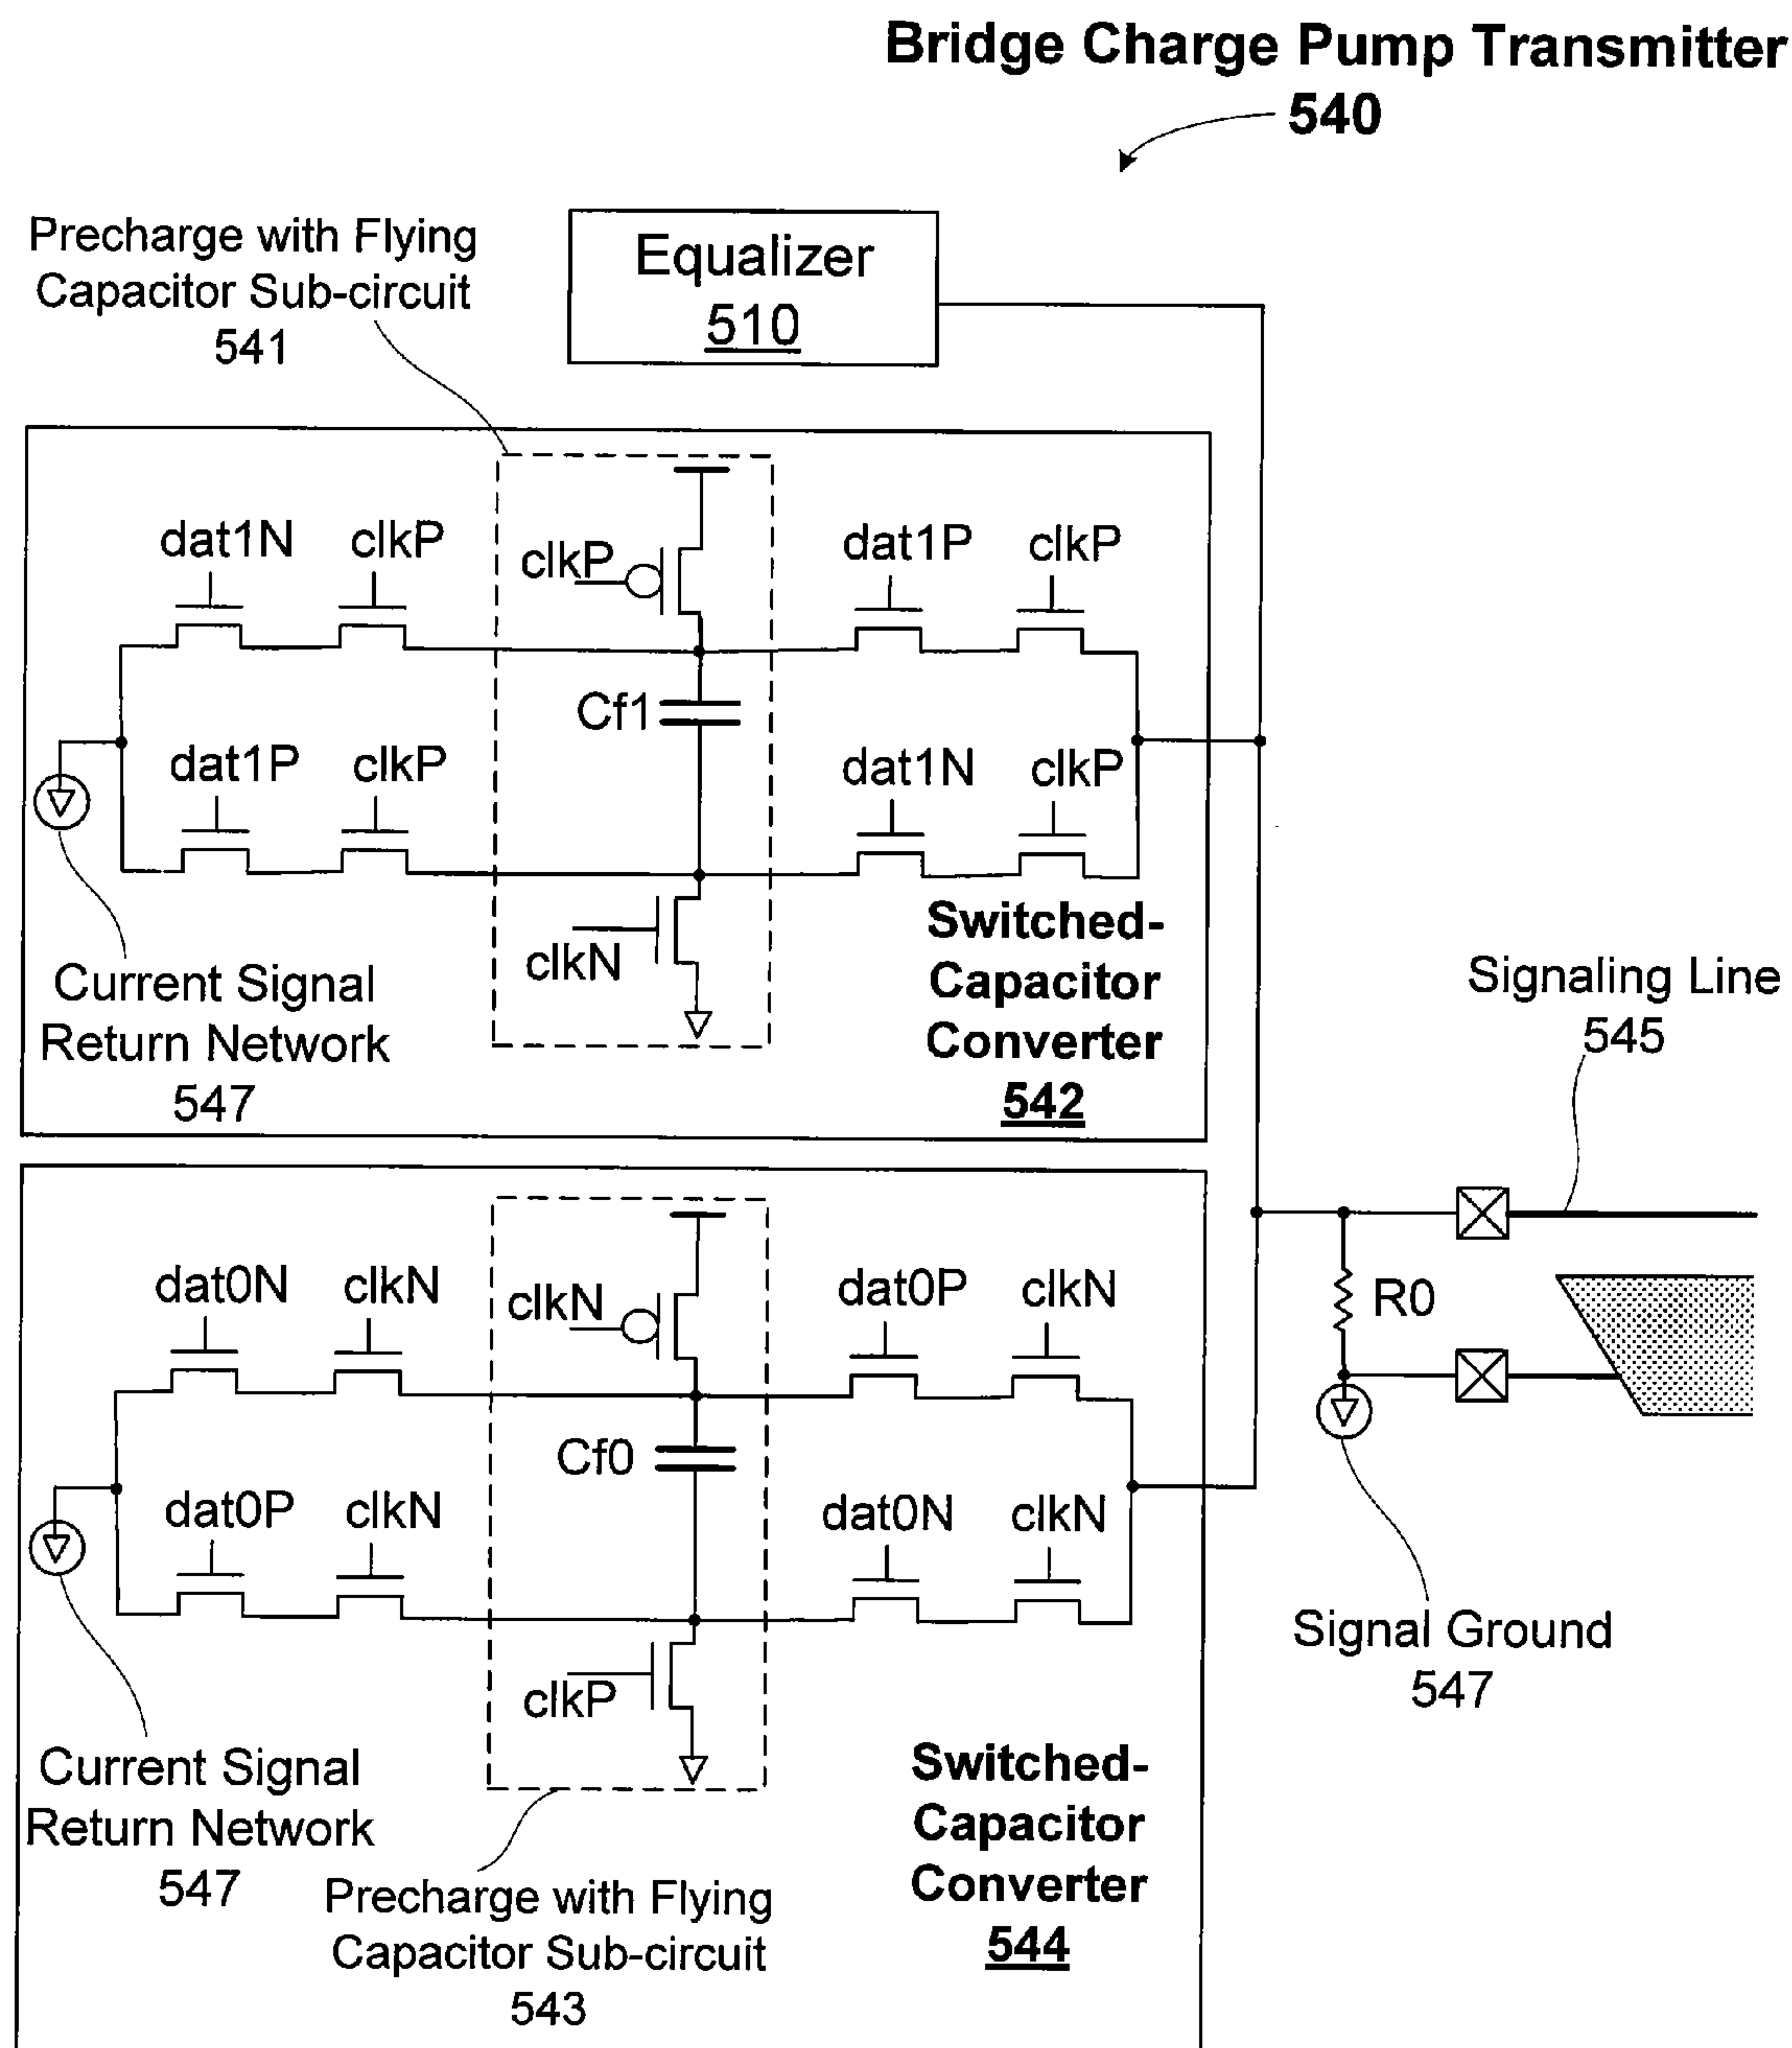 Bridge Charge Pump Transmitter
540
Precharge with Flying
Capacitor Sub-circuit
541
Equalizer
510
dat1N
clkP
clkP
dat1P
clkP
Cf1
dat1P
clkP
dat1N
clkP
clkN
Current Signal
Return Network
547
Switched-
Capacitor
Converter
542
Signaling Line
545
dat0N
clkN
clkN
dat0P
clkN
R0
Cf0
dat0P
clkN
dat0N
clkN
clkP
Signal Ground
547
Current Signal
Return Network
547
Switched-
Capacitor
Converter
544
Precharge with Flying
Capacitor Sub-circuit
543